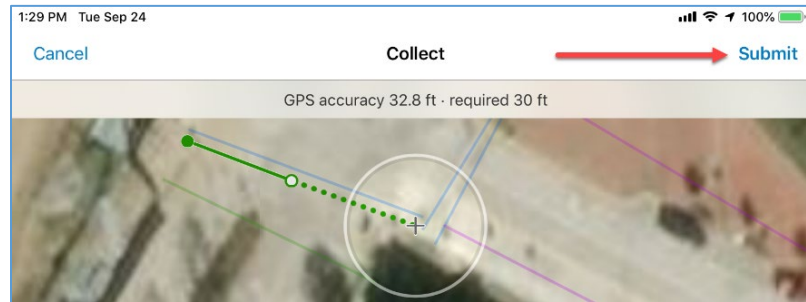 1:29 PM Tue Sep 24
100%
Cancel
Collect
Submit
GPS accuracy 32.8 ft · required 30 ft